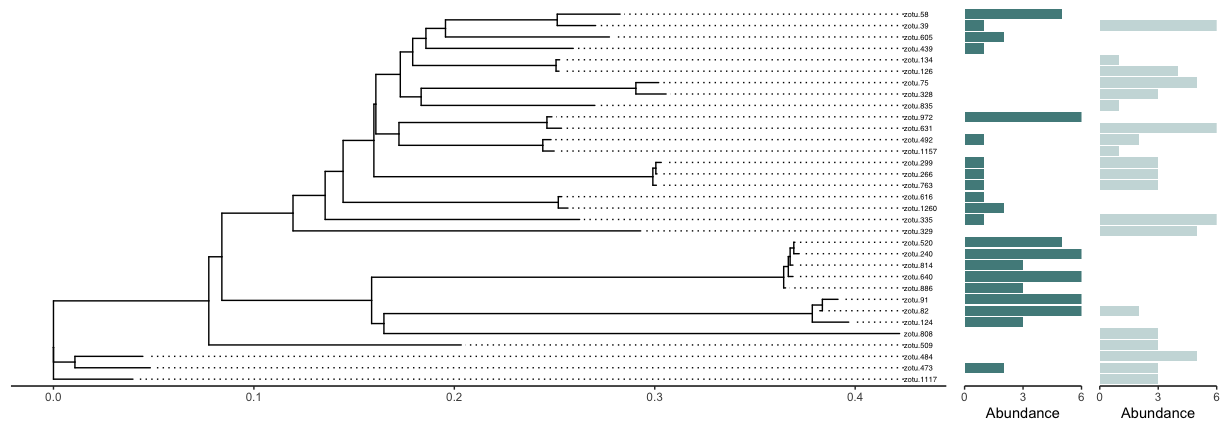 zotu.58
zotu.39
zotu.605
zotu.439
zotu.134
zotu.126
zotu.75
zotu.328
zotu.835
zotu.972
zotu.631
zotu.492
zotu.1157
zotu.299
zotu.266
zotu.763
zotu.616
zotu.1260
zotu.335
zotu.329
zotu.520
zotu.240
zotu.814
zotu.640
zotu.886
zotu.91
zotu.82
zotu.124
zotu.808
zotu.509
zotu.484
zotu.473
zotu.1117
0.0 0.1 0.2 0.3 0.4 0 3 6 0 3 6
Abundance Abundance